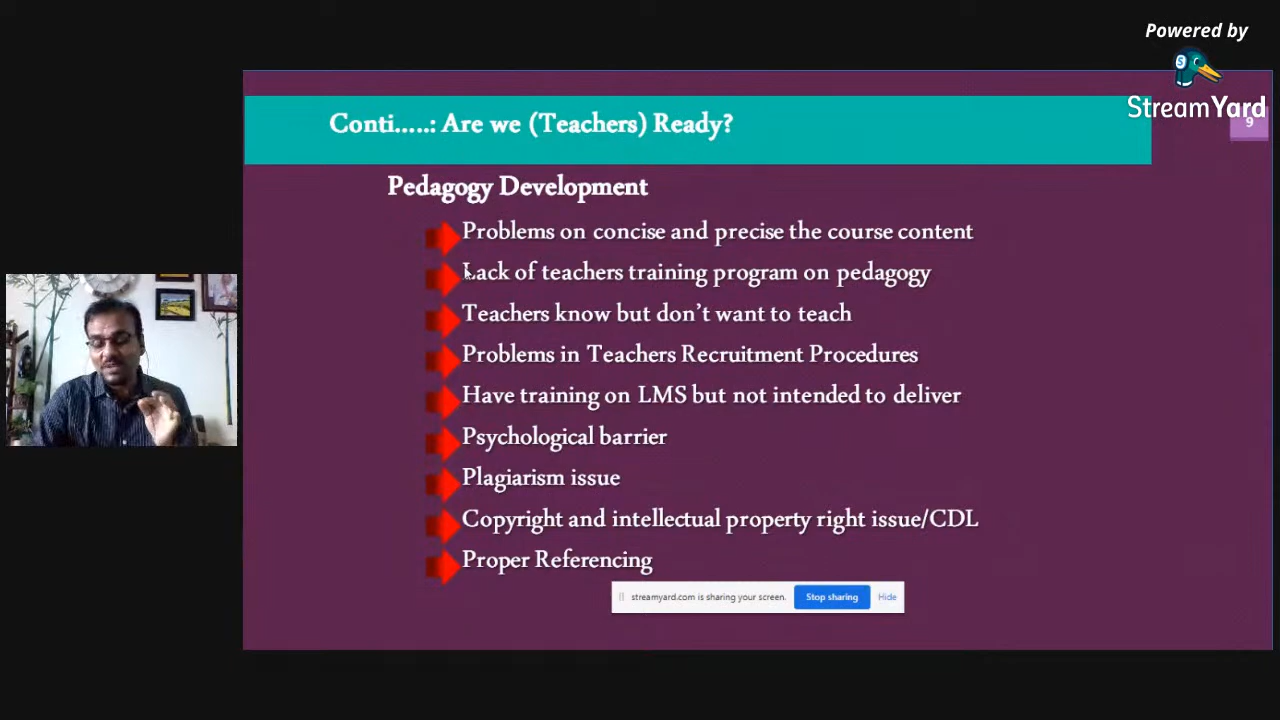 Powered by
StreamYard
9
Conti.....: Are we (Teachers) Ready?
Pedagogy Development
Problems on concise and precise the course content
Lack of teachers training program on pedagogy
Teachers know but don’t want to teach
Problems in Teachers Recruitment Procedures
Have training on LMS but not intended to deliver
Psychological barrier
Plagiarism issue
Copyright and intellectual property right issue/CDL
Proper Referencing
streamyard.com is sharing your screen. Stop sharing Hide